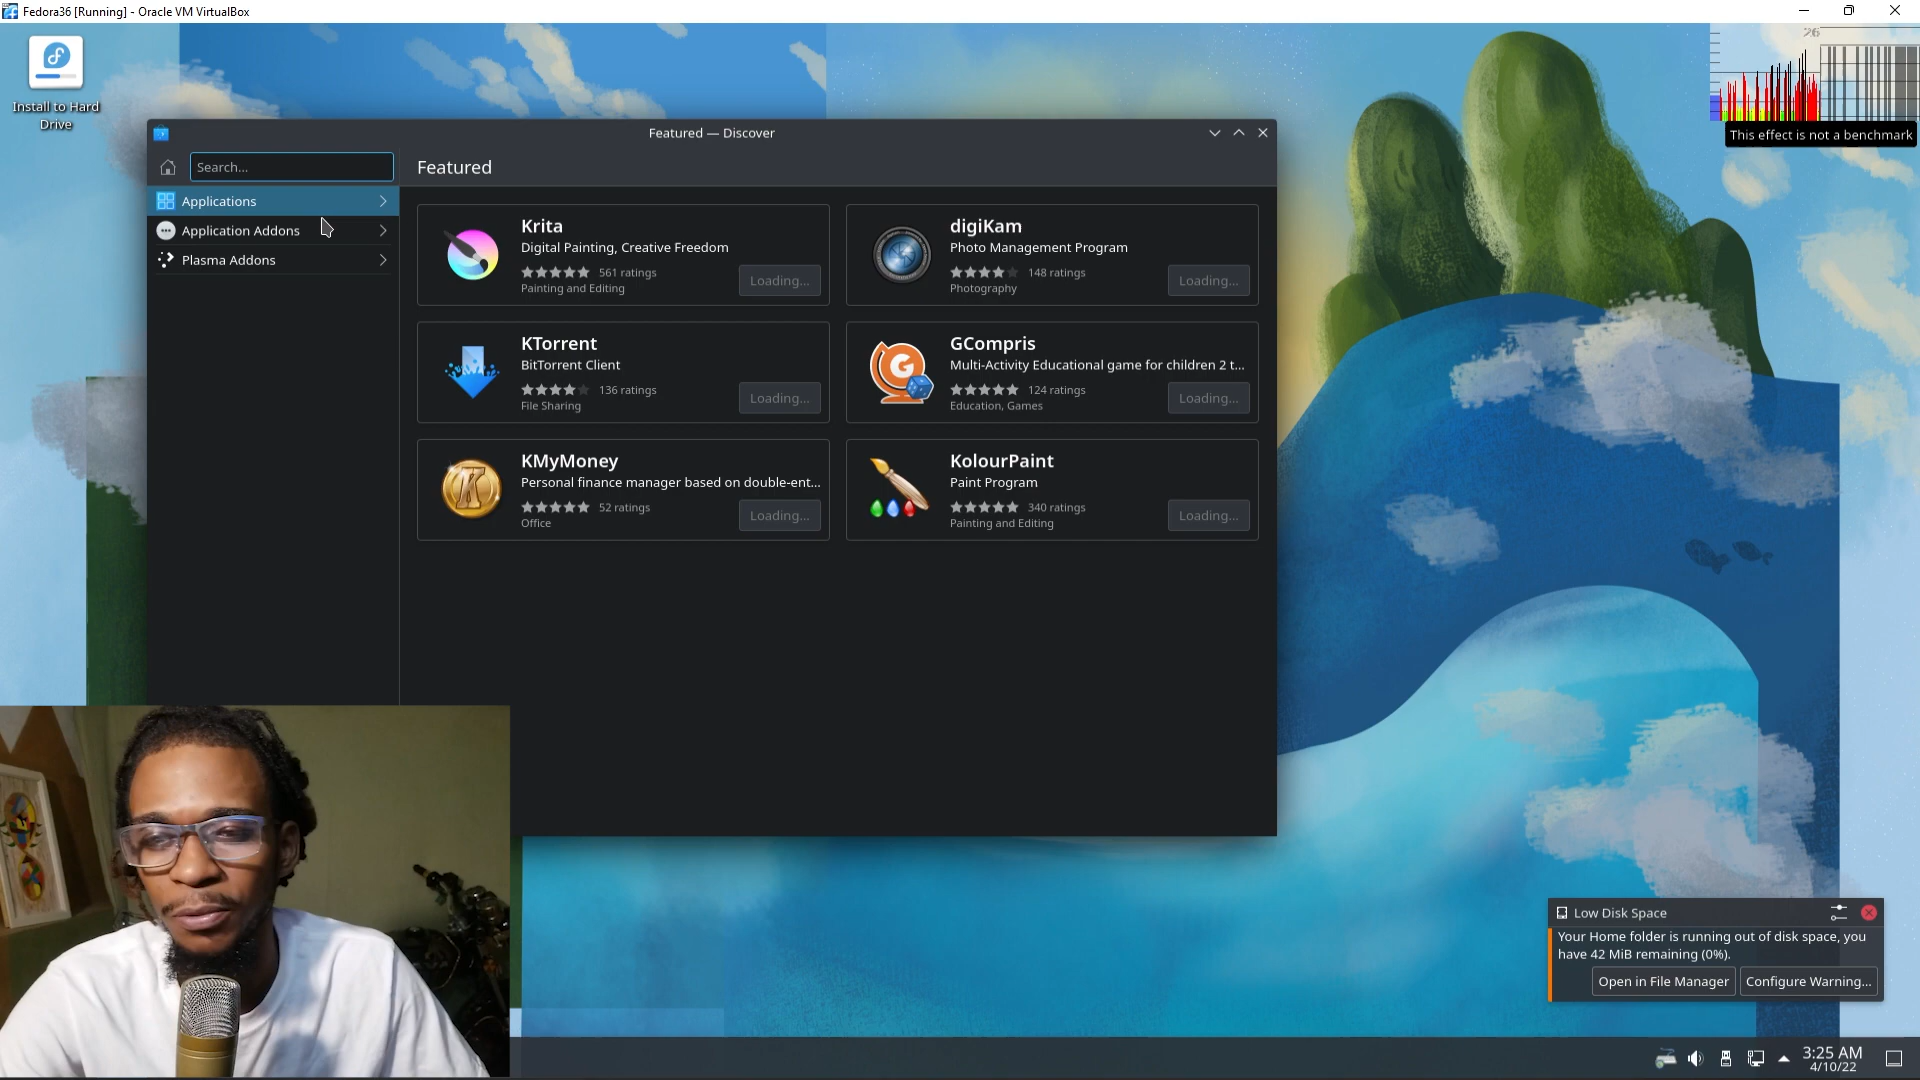 Fedora36 [Running] - Oracle VM VirtualBox
Install to Hard
Drive
26
This effect is not a benchmark
Featured — Discover
Search...
Featured
Applications
Application Addons
Plasma Addons
Krita
Digital Painting, Creative Freedom
561 ratings
Painting and Editing
Loading...
digiKam
Photo Management Program
148 ratings
Photography
Loading...
KTorrent
BitTorrent Client
136 ratings
File Sharing
Loading...
GCompris
Multi-Activity Educational game for children 2 t...
124 ratings
Education, Games
Loading...
KMyMoney
Personal finance manager based on double-ent...
52 ratings
Office
Loading...
KolourPaint
Paint Program
340 ratings
Painting and Editing
Loading...
Low Disk Space
Your Home folder is running out of disk space, you
have 42 MiB remaining (0%).
Open in File Manager
Configure Warning...
3:25 AM
4/10/22